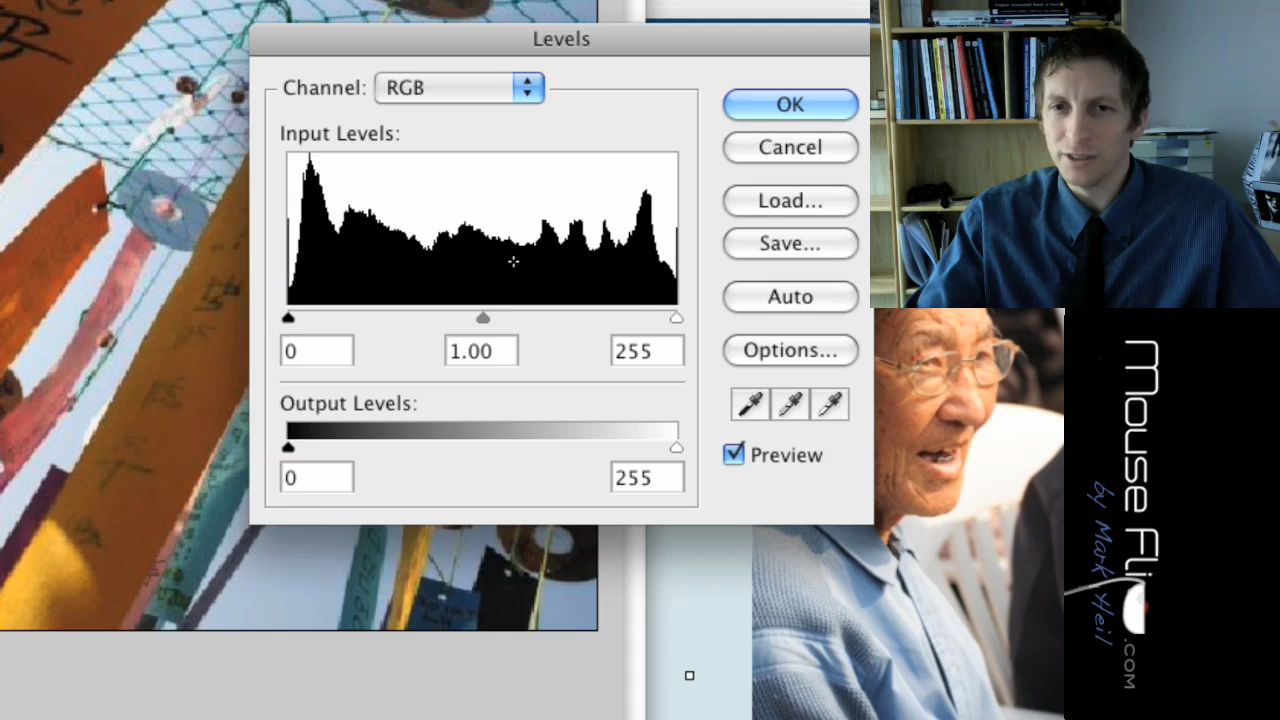 Levels
Channel: RGB
OK
Input Levels:
Cancel
Load...
Save...
Auto
0
1.00
255
Options...
Output Levels:
Preview
0
255
Mouse Fli
.COM
by Mark Heil